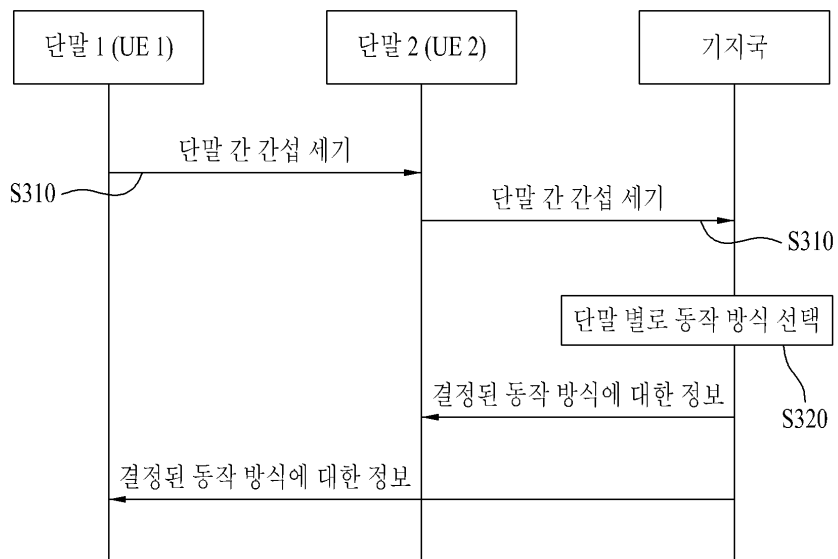 단말 1 (UE 1)
단말 2 (UE 2)
기지국
단말 간 간섭 세기
S310
단말 간 간섭 세기
S310
단말 별로 동작 방식 선택
결정된 동작 방식에 대한 정보
S320
결정된 동작 방식에 대한 정보